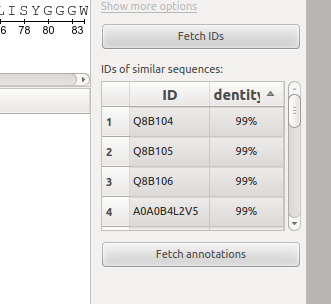 LISYGGGW
76 78 80 83
Show more options
Fetch IDs
IDs of similar sequences:
ID dentity
1 Q8B104 99%
2 Q8B105 99%
3 Q8B106 99%
4 A0A0B4L2V5 99%
Fetch annotations